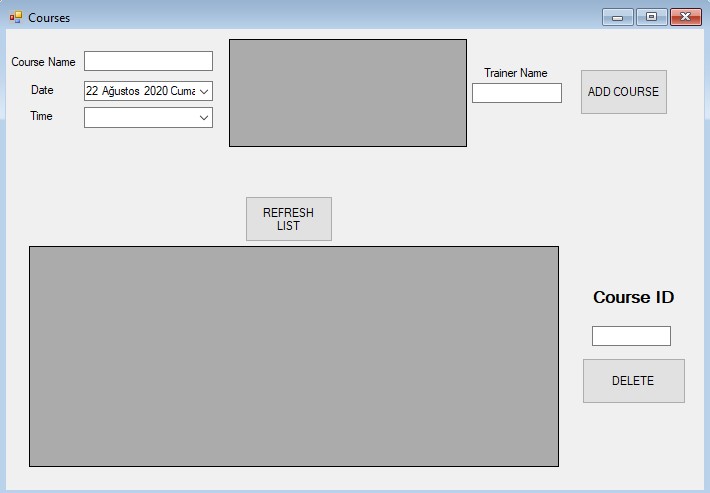 Courses
Course Name
Date
22 Ağustos 2020 Cuma
Time
Trainer Name
ADD COURSE
REFRESH
LIST
Course ID
DELETE